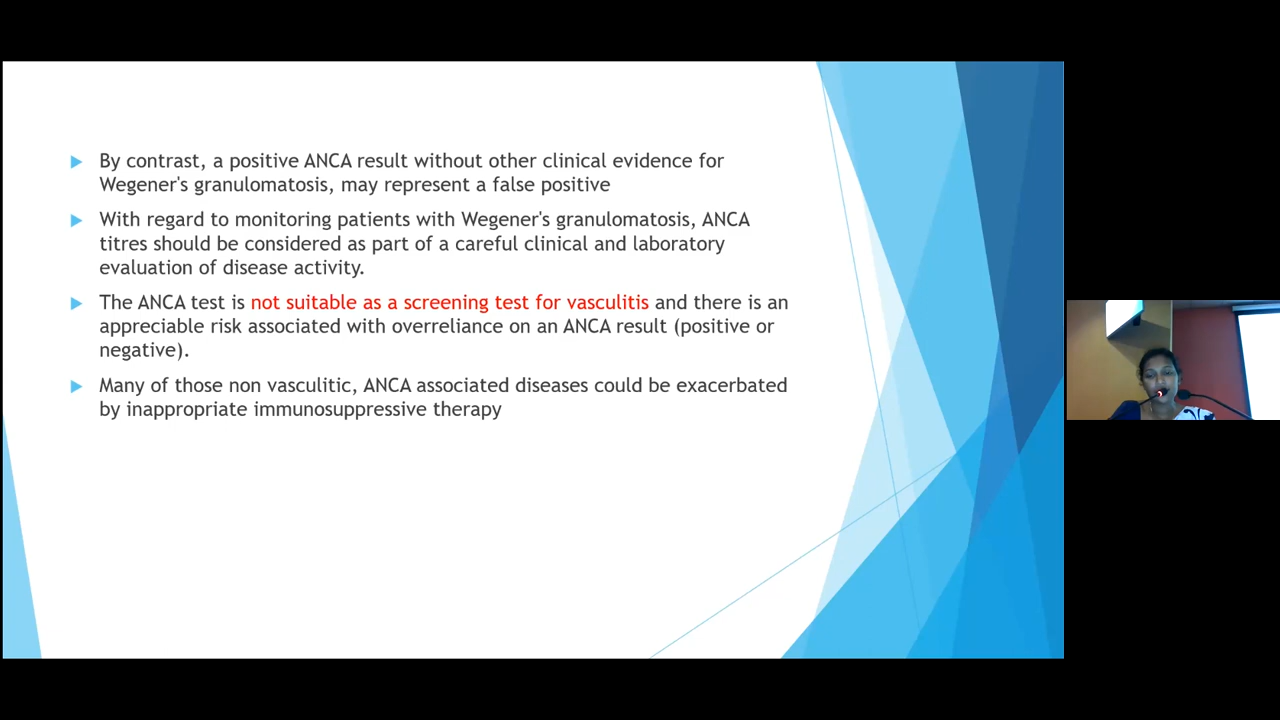 By contrast, a positive ANCA result without other clinical evidence for
Wegener's granulomatosis, may represent a false positive
With regard to monitoring patients with Wegener's granulomatosis, ANCA
titres should be considered as part of a careful clinical and laboratory
evaluation of disease activity.
The ANCA test is not suitable as a screening test for vasculitis and there is an
appreciable risk associated with overreliance on an ANCA result (positive or
negative).
Many of those non vasculitic, ANCA associated diseases could be exacerbated
by inappropriate immunosuppressive therapy